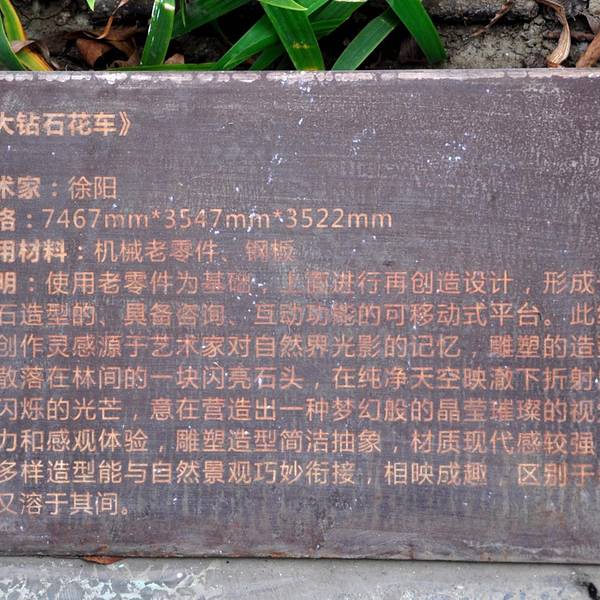 大钻石花车》
术家：徐阳
格：7467mm*3547mm*3522mm
用材料：机械老零件、钢板
明：使用老零件为基础，上面进行再创造设计，形成
石造型的、具备咨询、互动功能的可移动式平台。此
创作灵感源于艺术家对自然界光影的记忆，雕塑的造
散落在林间的一块闪亮石头，在纯净天空映澈下折射
闪烁的光芒，意在营造出一种梦幻般的晶莹璀璨的视
力和感观体验，雕塑造型简洁抽象，材质现代感较强
多样造型能与自然景观巧妙衔接，相映成趣，区别于
又溶于其间。